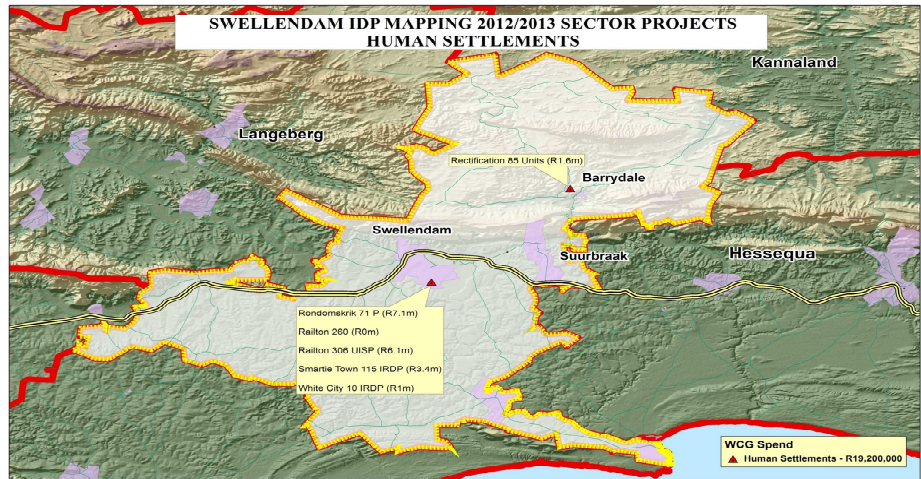 SWELLENDAM IDP MAPPING 2012/2013 SECTOR PROJECTS
HUMAN SETTLEMENTS
Kannaland
Langeberg
Rectification 85 Units (R1.6m)
Barrydale
Swellendam
Suurbraak
Hessequa
Rondomskrik 71 P (R7.1m)
Railton 260 (R0m)
Railton 306 UISP (R6.1m)
Smartie Town 115 IRDP (R3.4m)
White City 10 IRDP (R1m)
WCG Spend
Human Settlements - R19,200,000